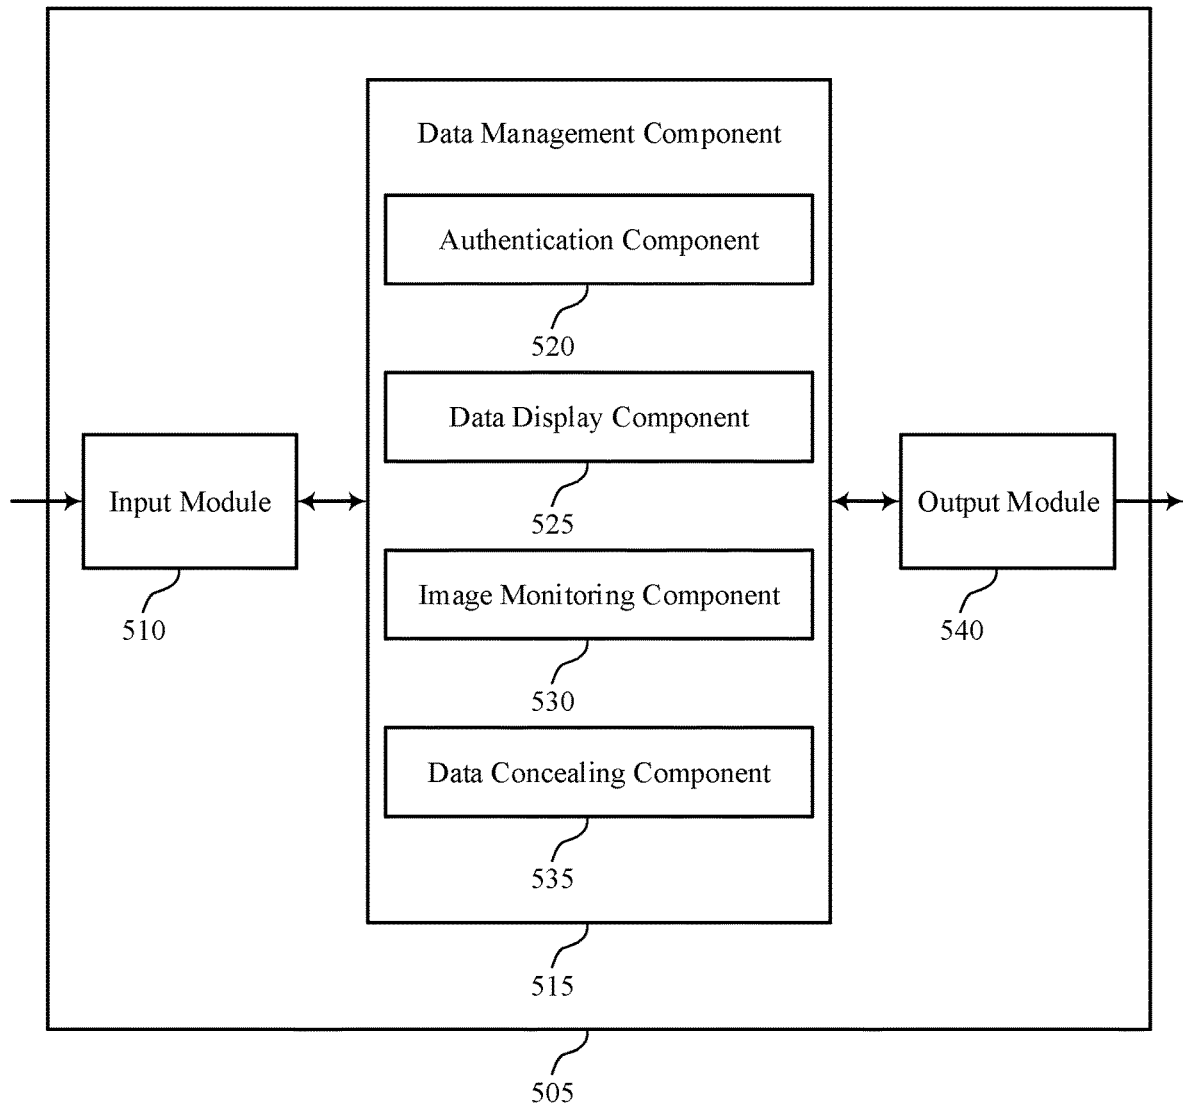 Data Management Component
Authentication Component
520
Data Display Component
525
Input Module
510
Output Module
540
Image Monitoring Component
530
Data Concealing Component
535
515
505